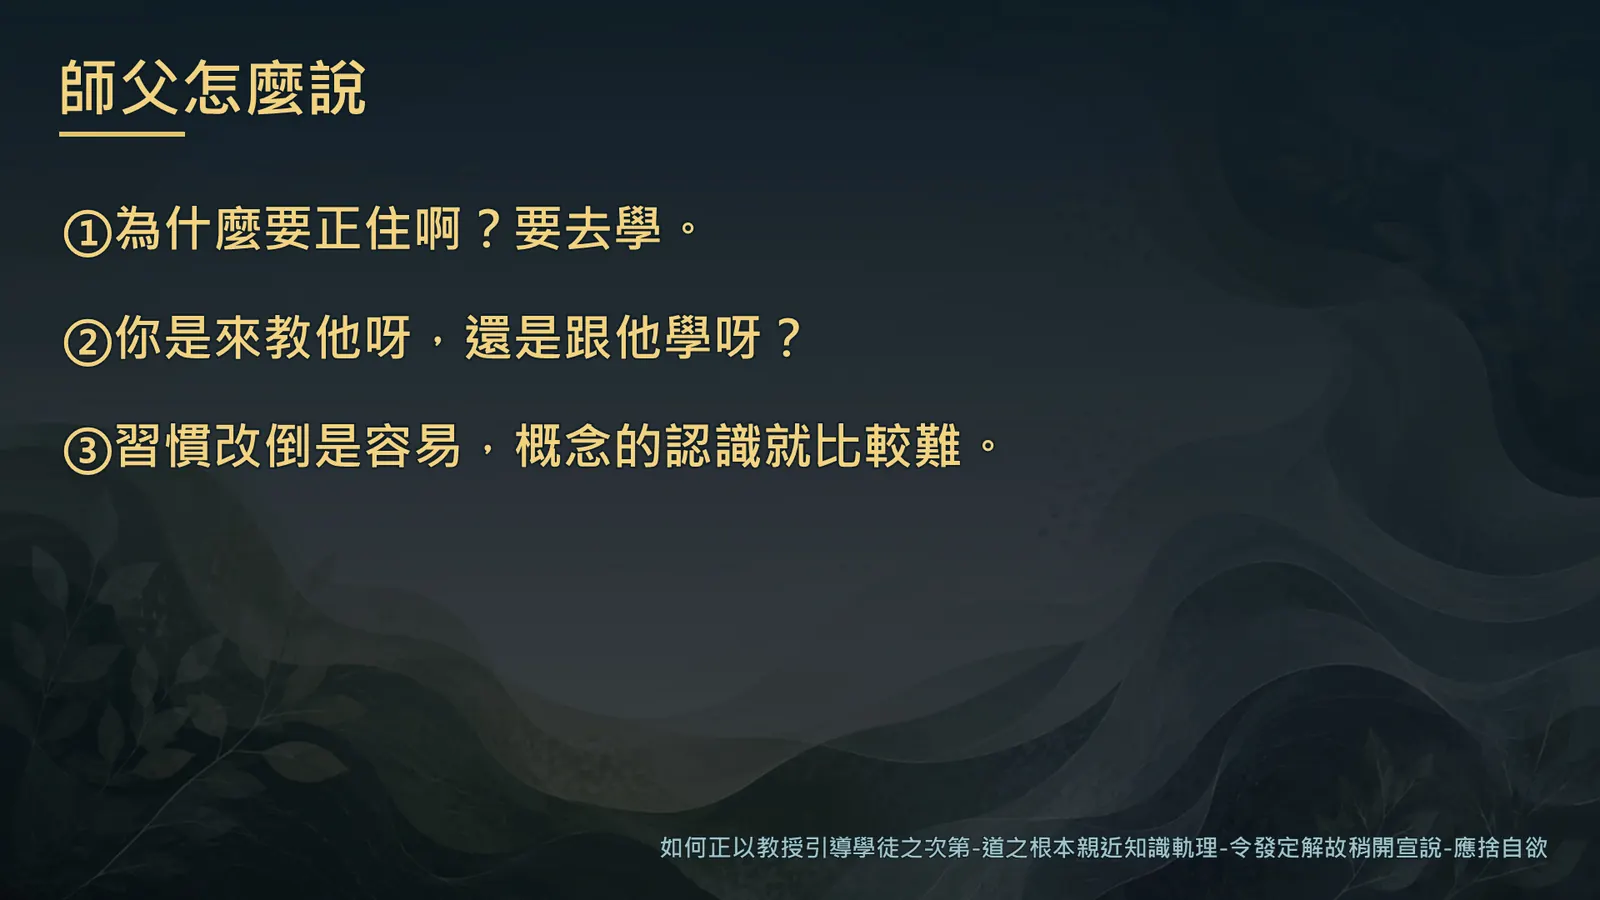 師父怎麼說
①為什麼要正住啊？要去學。
②你是來教他呀，還是跟他學呀？
③習慣改倒是容易，概念的認識就比較難。
如何正以教授引導學徒之次第-道之根本親近知識軌理-令發定解故稍開宣說-應捨自欲